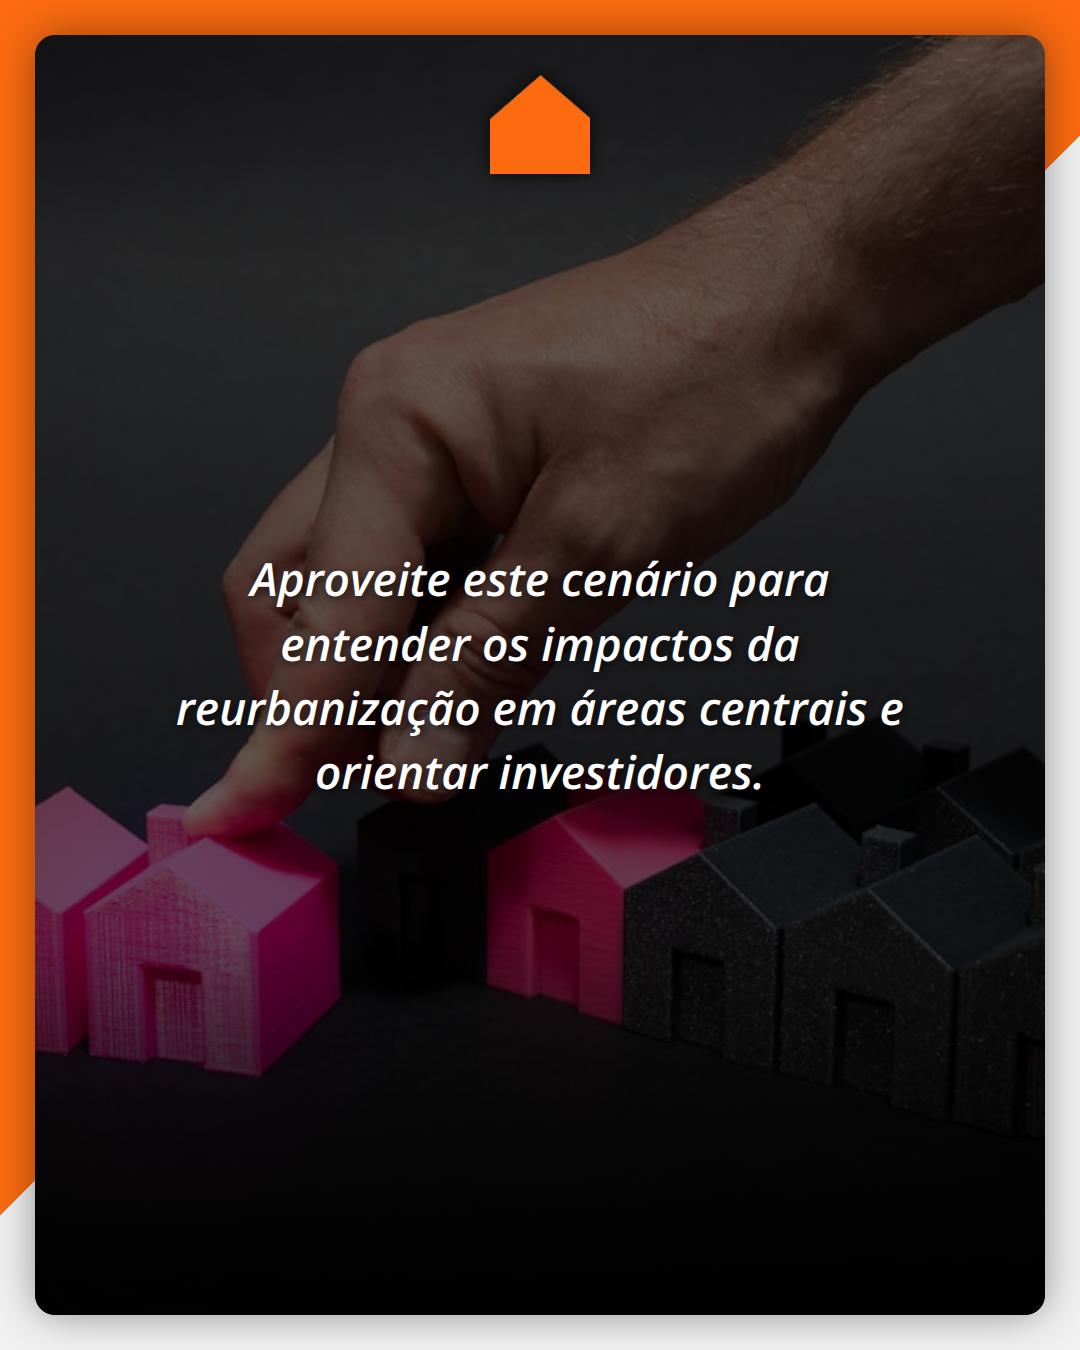 Aproveite este cenário para
entender os impactos da
reurbanização em áreas centrais e
orientar investidores.